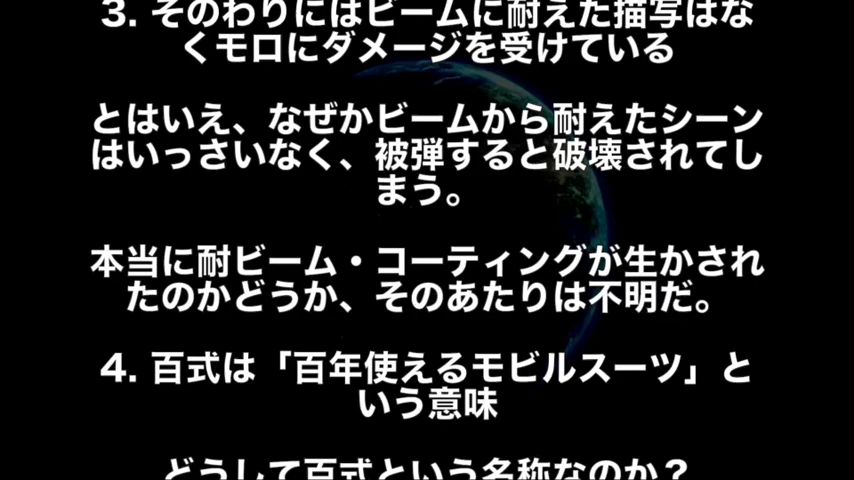 3. そのわりにはビームに耐えた描写はな
くモロにダメージを受けている
とはいえ、なぜかビームから耐えたシーン
はいっさいなく、被弾すると破壊されてし
まう。
本当に耐ビーム・コーティングが生かされ
たのかどうか、そのあたりは不明だ。
4. 百式は「百年使えるモビルスーツ」と
いう意味
どうして百式という名称なのか？